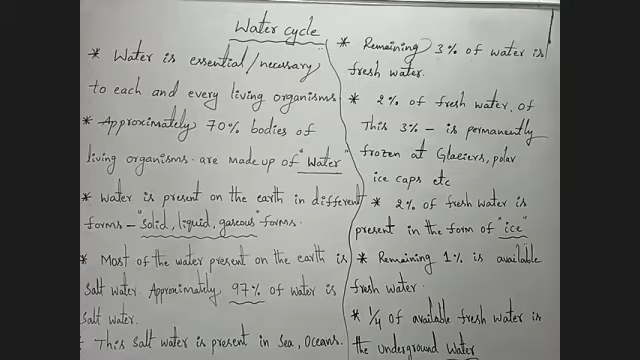 Water cycle
* Water is essential/necessary
to each and every living organisms.
* Approximately 70% bodies of
living organisms are made up of "Water"
* Water is present on the earth in different
forms - "Solid, liquid, gaseous" forms.
* Most of the water present on the earth is
Salt water. Approximately 97% of water is
Salt water.
* This Salt water is present in Sea, Oceans.
* Remaining 3% of water is
fresh water.
* 2% of fresh water, of
This 3% - is permanently
frozen at Glaciers, polar
ice caps etc
* 2% of fresh water is
present in the form of "ice"
* Remaining 1% is available
fresh water.
* 1/4 of available fresh water is
the underground Water